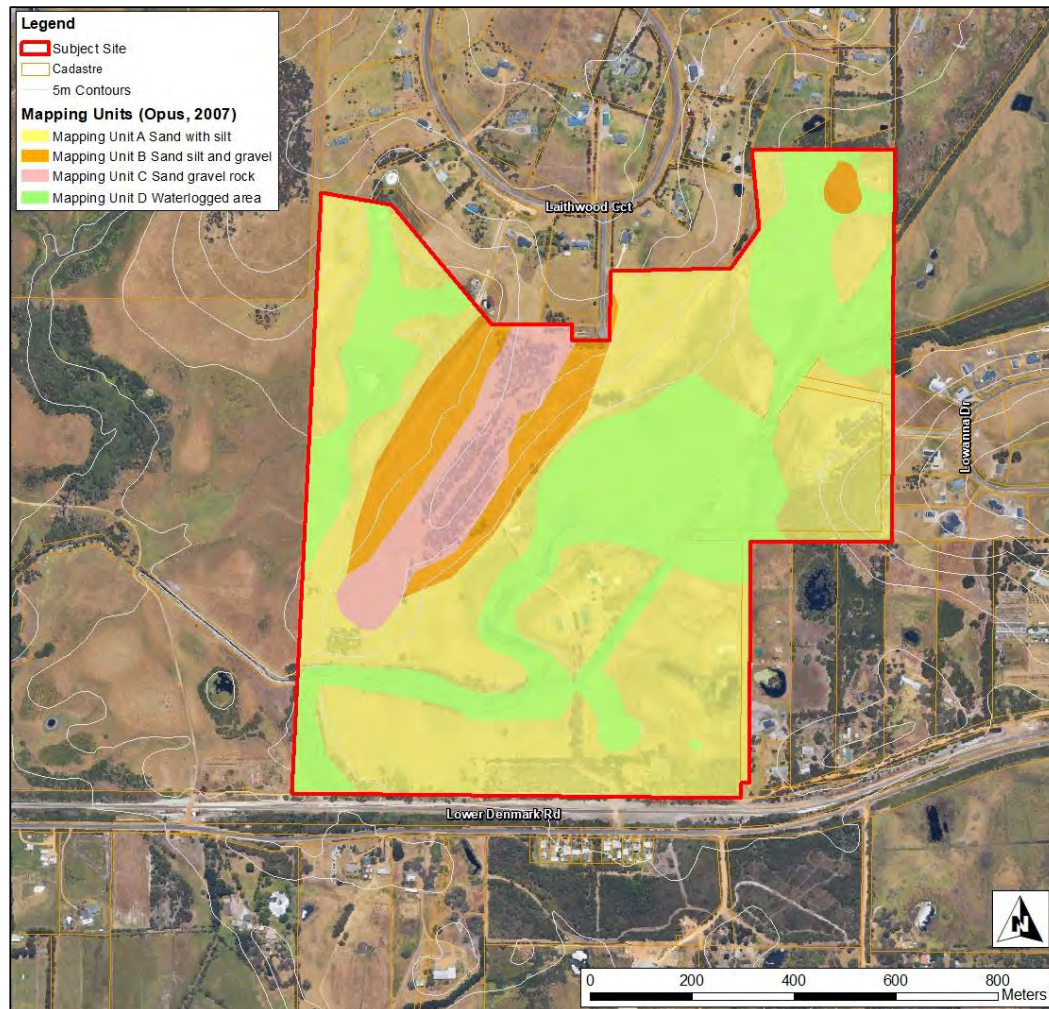 Legend
Subject Site
Cadastre
5m Contours
Mapping Units (Opus, 2007)
Mapping Unit A Sand with silt
Mapping Unit B Sand silt and gravel
Mapping Unit C Sand gravel rock
Mapping Unit D Waterlogged area
Laithwood Cct
Lowanna Dr
Lower Denmark Rd
N
0 200 400 600 800
Meters